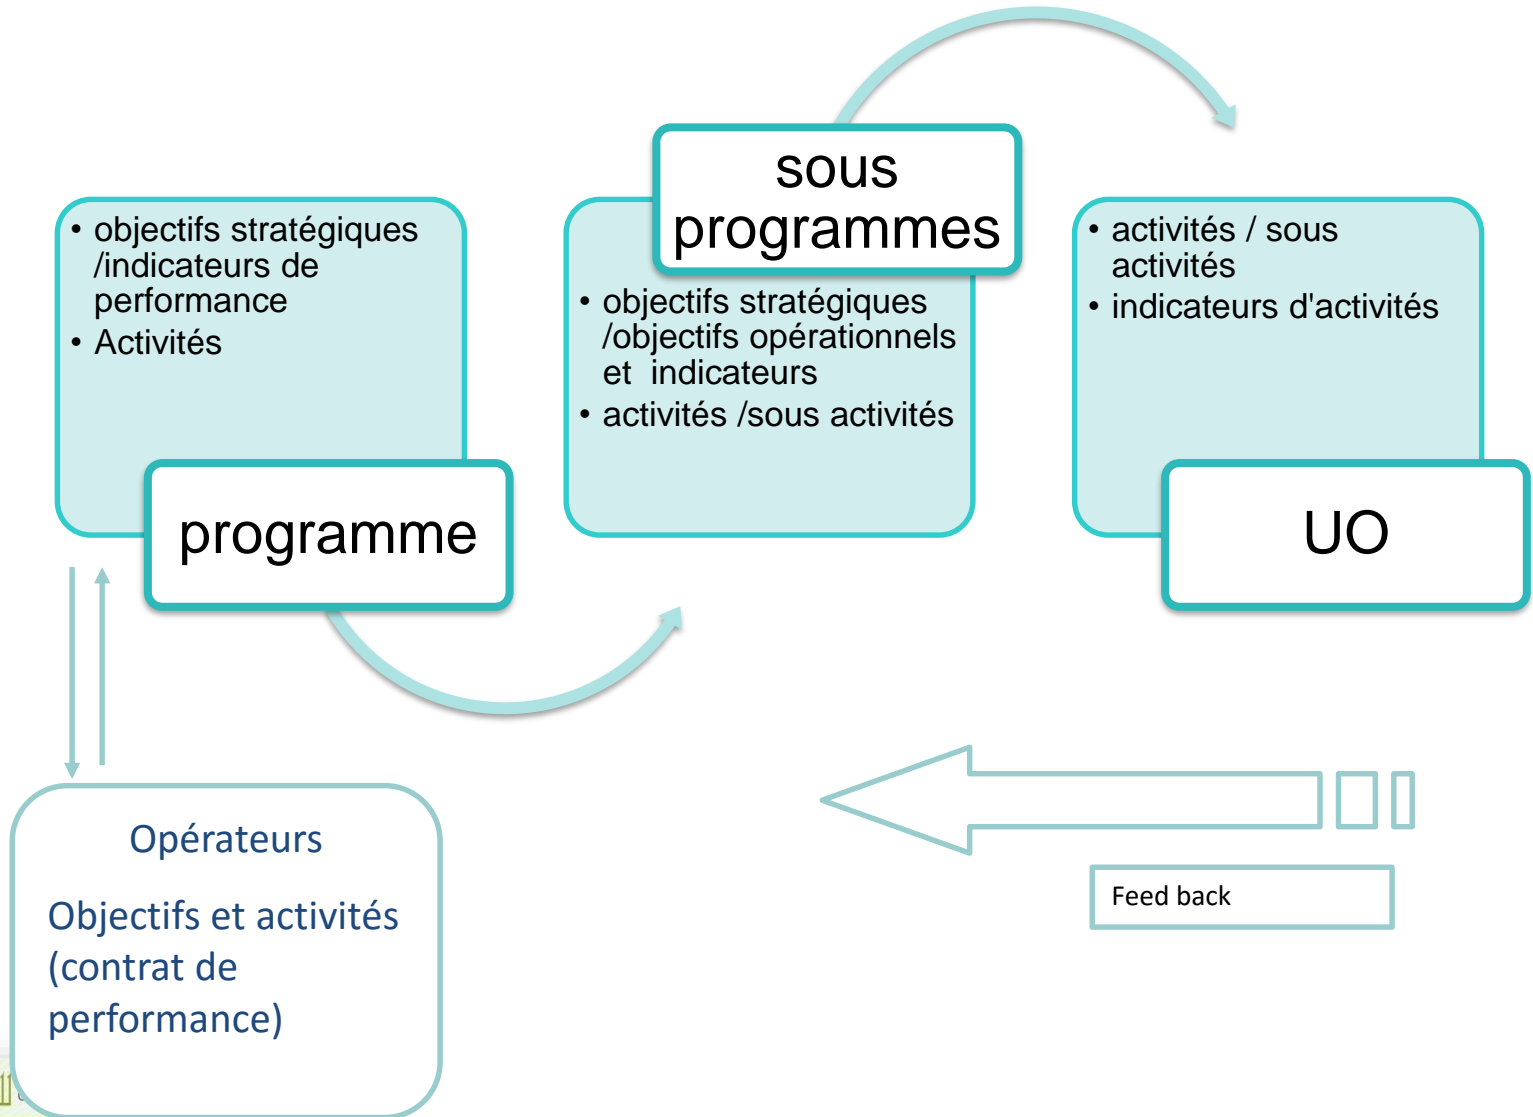 • objectifs stratégiques
/indicateurs de
performance
• Activités
programme
sous
programmes
• objectifs stratégiques
/objectifs opérationnels
et indicateurs
• activités /sous activités
• activités / sous
activités
• indicateurs d'activités
UO
Opérateurs
Objectifs et activités
(contrat de
performance)
Feed back